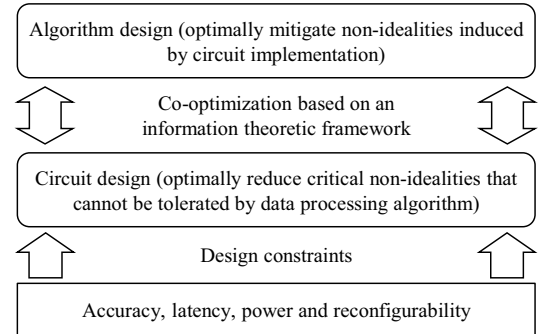 Algorithm design (optimally mitigate non-idealities induced
by circuit implementation)
Co-optimization based on an
information theoretic framework
Circuit design (optimally reduce critical non-idealities that
cannot be tolerated by data processing algorithm)
Design constraints
Accuracy, latency, power and reconfigurability